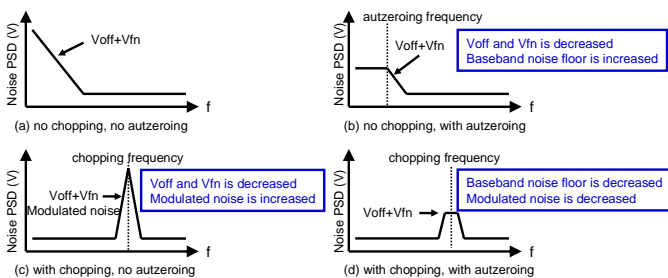 Noise PSD (V)
Voff+Vfn
f
(a) no chopping, no autzeroing
autzeroing frequency
Noise PSD (V)
Voff+Vfn
Voff and Vfn is decreased
Baseband noise floor is increased
f
(b) no chopping, with autzeroing
chopping frequency
Noise PSD (V)
Voff+Vfn
Modulated noise
Voff and Vfn is decreased
Modulated noise is increased
f
(c) with chopping, no autzeroing
chopping frequency
Noise PSD (V)
Voff+Vfn
Baseband noise floor is decreased
Modulated noise is decreased
f
(d) with chopping, with autzeroing